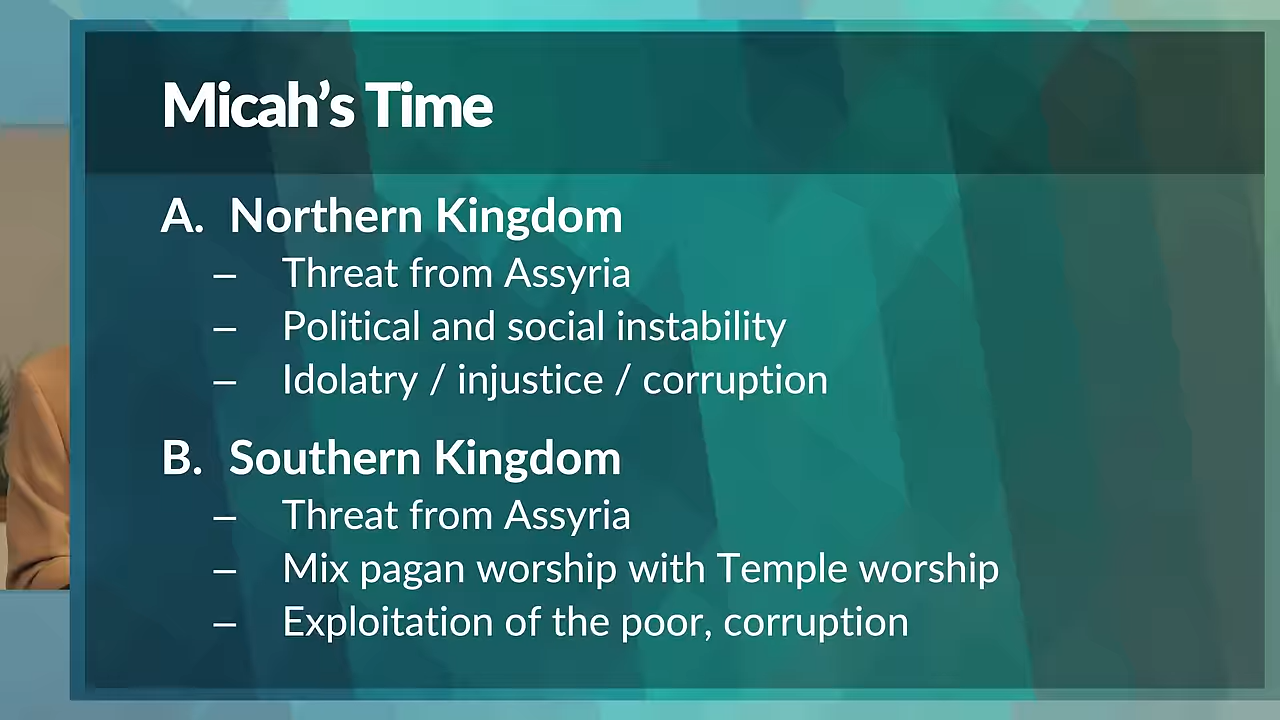 Micah’s Time
A. Northern Kingdom
– Threat from Assyria
– Political and social instability
– Idolatry / injustice / corruption
B. Southern Kingdom
– Threat from Assyria
– Mix pagan worship with Temple worship
– Exploitation of the poor, corruption